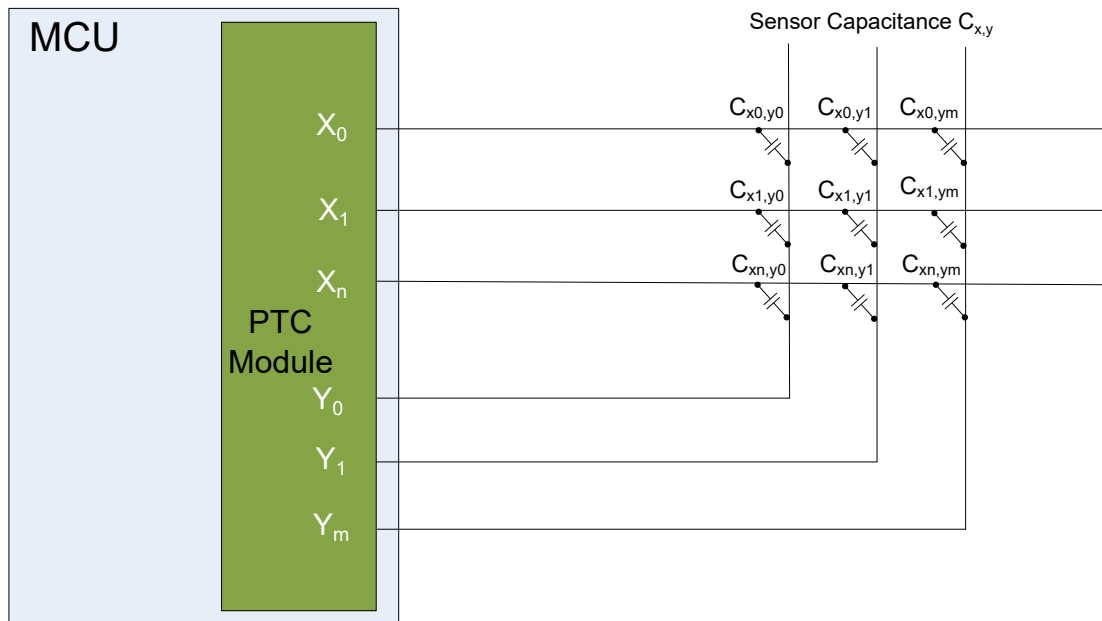 MCU
Sensor Capacitance Cx,y
X0
Cx0,y0 Cx0,y1 Cx0,ym
X1
Cx1,y0 Cx1,y1 Cx1,ym
Xn
Cxn,y0 Cxn,y1 Cxn,ym
PTC
Module
Y0
Y1
Ym